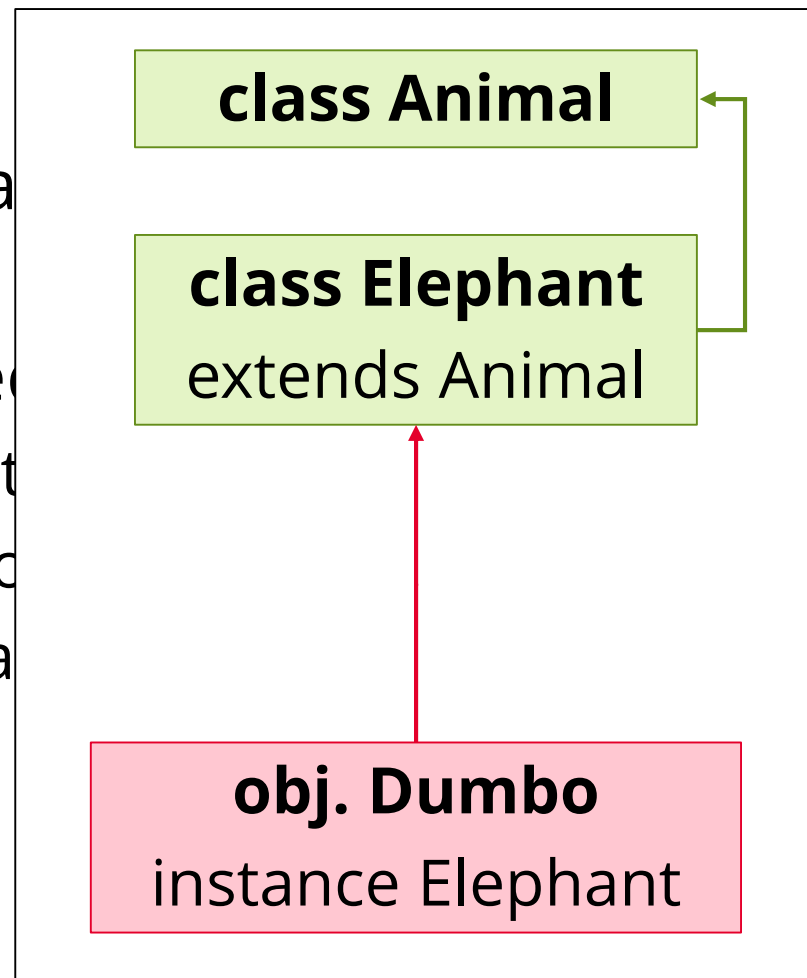 class Animal
class Elephant
extends Animal
obj. Dumbo
instance Elephant